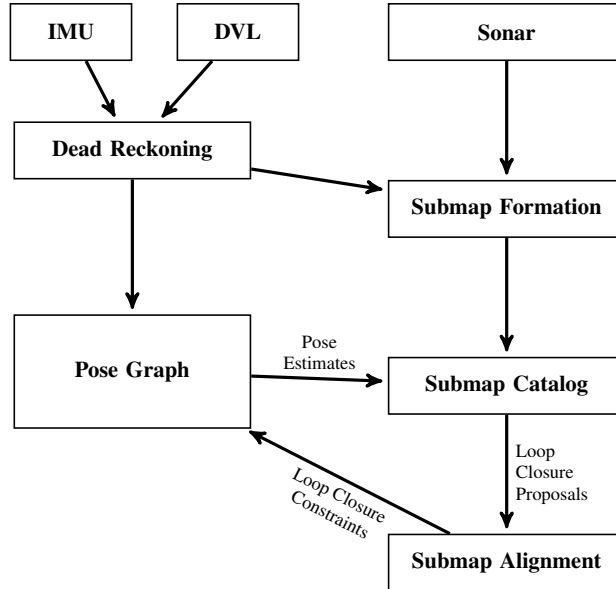 IMU
DVL
Sonar
Dead Reckoning
Submap Formation
Pose
Estimates
Pose Graph
Submap Catalog
Loop
Closure
Proposals
Loop Closure
Constraints
Submap Alignment